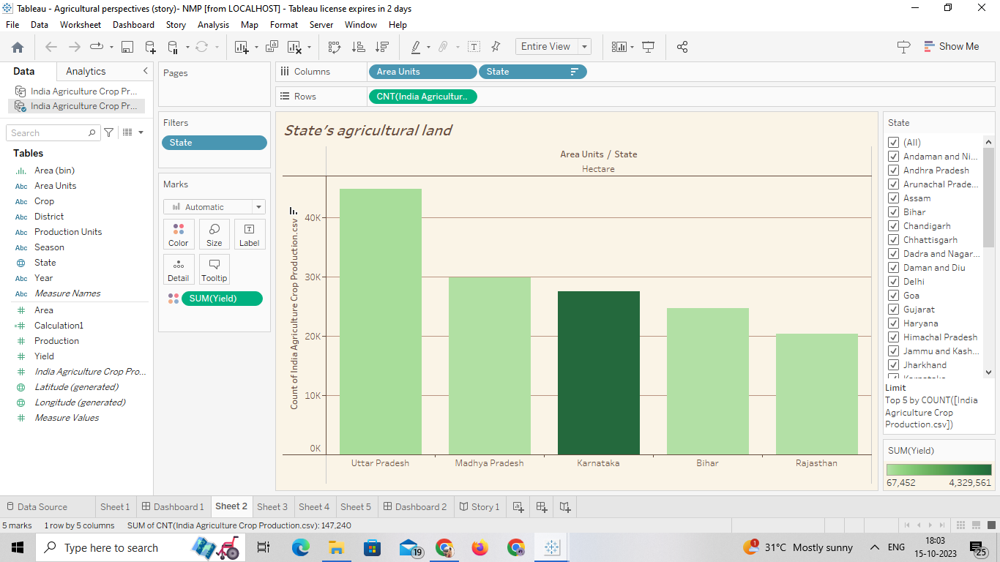 Tableau - Agricultural perspectives (story)- NMP [from LOCALHOST] - Tableau license expires in 2 days
File Data Worksheet Dashboard Story Analysis Map Format Server Window Help
Entire View
Show Me
Data Analytics
India Agriculture Crop Pr...
India Agriculture Crop Pr...
Search
Tables
Area (bin)
Abc Area Units
Abc Crop
Abc District
Abc Production Units
Abc Season
State
Abc Year
Abc Measure Names
Area
Calculation1
Production
Yield
India Agriculture Crop Pro...
Latitude (generated)
Longitude (generated)
Measure Values
Pages
Filters
State
Marks
Automatic
Color Size Label
Detail Tooltip
SUM(Yield)
Columns Area Units State
Rows CNT(India Agricultur..
State's agricultural land
Area Units / State
Hectare
Count of India Agriculture Crop Production.csv
40K
30K
20K
10K
0K
Uttar Pradesh Madhya Pradesh Karnataka Bihar Rajasthan
State
(All)
Andaman and Ni...
Andhra Pradesh
Arunachal Prade...
Assam
Bihar
Chandigarh
Chhattisgarh
Dadra and Nagar...
Daman and Diu
Delhi
Goa
Gujarat
Haryana
Himachal Pradesh
Jammu and Kash...
Jharkhand
Karnataka
Limit
Top 5 by COUNT([India
Agriculture Crop
Production.csv])
SUM(Yield)
67,452 4,329,561
Data Source Sheet 1 Dashboard 1 Sheet 2 Sheet 3 Sheet 4 Sheet 5 Dashboard 2 Story 1
5 marks 1 row by 5 columns SUM of CNT(India Agriculture Crop Production.csv): 147,240
Type here to search
19
1
31°C Mostly sunny
ENG
18:03
15-10-2023
25